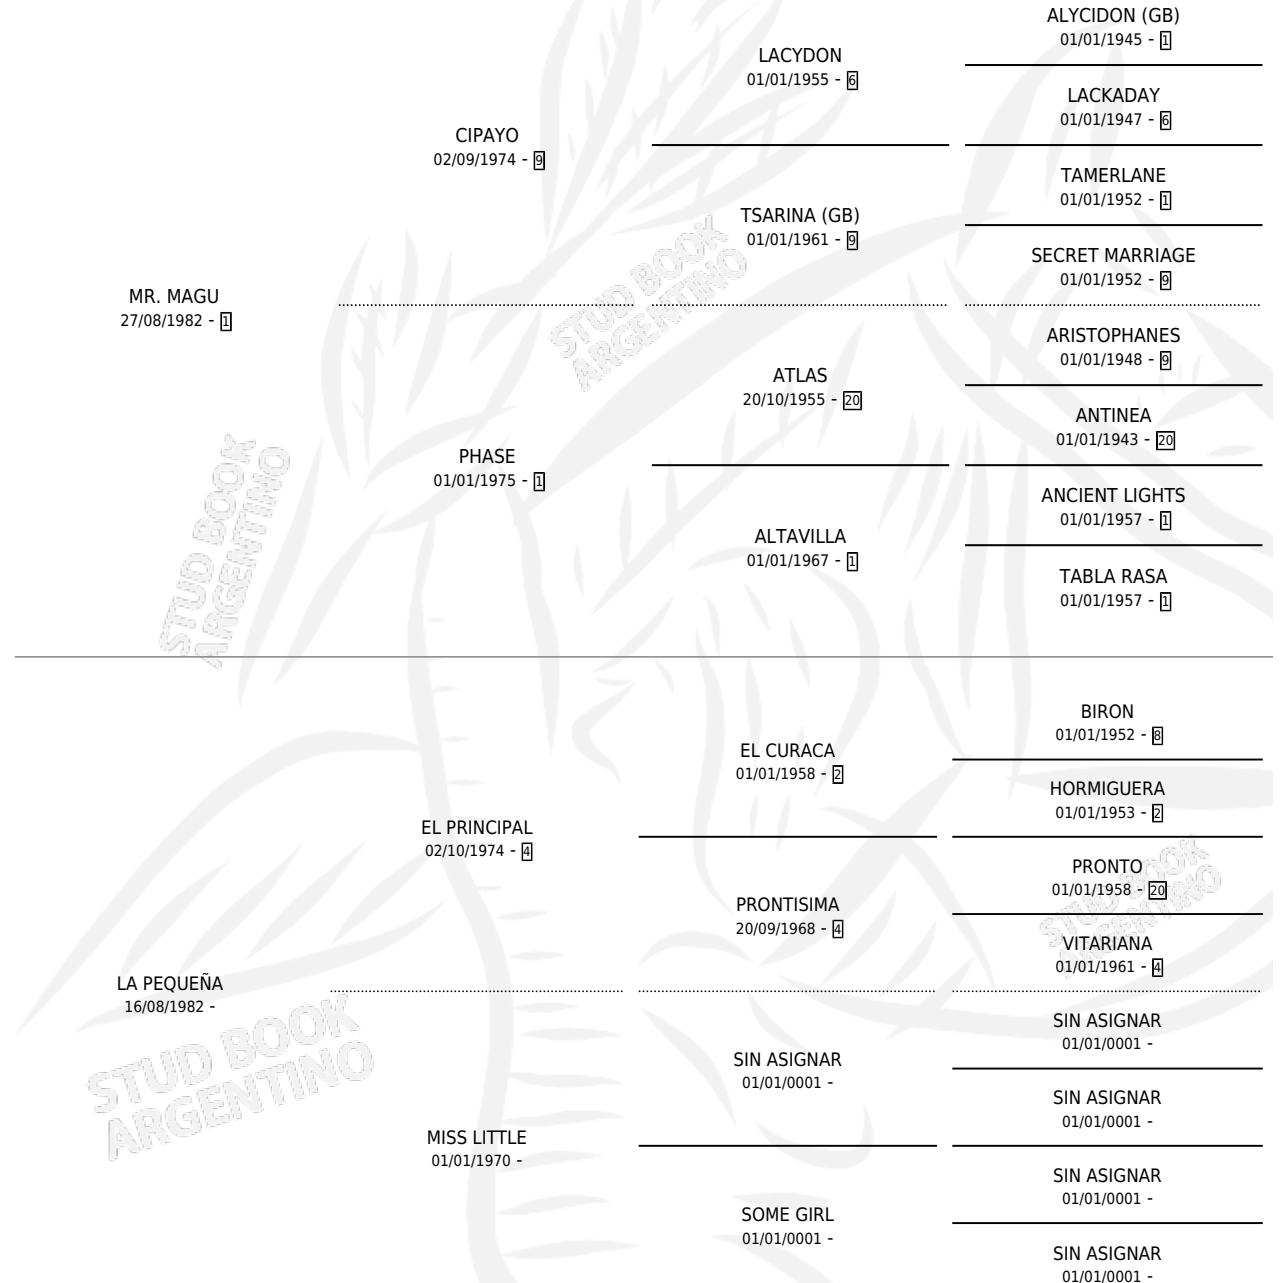 ALYCIDON (GB)
01/01/1945 - 1
LACYDON
01/01/1955 - 6
LACKADAY
01/01/1947 - 6
CIPAYO
02/09/1974 - 9
TAMERLANE
01/01/1952 - 1
TSARINA (GB)
01/01/1961 - 9
SECRET MARRIAGE
01/01/1952 - 9
MR. MAGU
27/08/1982 - 1
STUD BOOK
ARGENTINO
ARISTOPHANES
01/01/1948 - 9
ATLAS
20/10/1955 - 20
ANTINEA
01/01/1943 - 20
PHASE
01/01/1975 - 1
ANCIENT LIGHTS
01/01/1957 - 1
ALTAVILLA
01/01/1967 - 1
TABLA RASA
01/01/1957 - 1
STUD BOOK
ARGENTINO
BIRON
01/01/1952 - 8
EL CURACA
01/01/1958 - 2
HORMIGUERA
01/01/1953 - 2
EL PRINCIPAL
02/10/1974 - 4
PRONTO
01/01/1958 - 20
PRONTISIMA
20/09/1968 - 4
STUD BOOK
ARGENTINO
VITARIANA
01/01/1961 - 4
LA PEQUEÑA
16/08/1982 -
SIN ASIGNAR
01/01/0001 -
SIN ASIGNAR
01/01/0001 -
STUD BOOK
ARGENTINO
SIN ASIGNAR
01/01/0001 -
MISS LITTLE
01/01/1970 -
SIN ASIGNAR
01/01/0001 -
SOME GIRL
01/01/0001 -
SIN ASIGNAR
01/01/0001 -